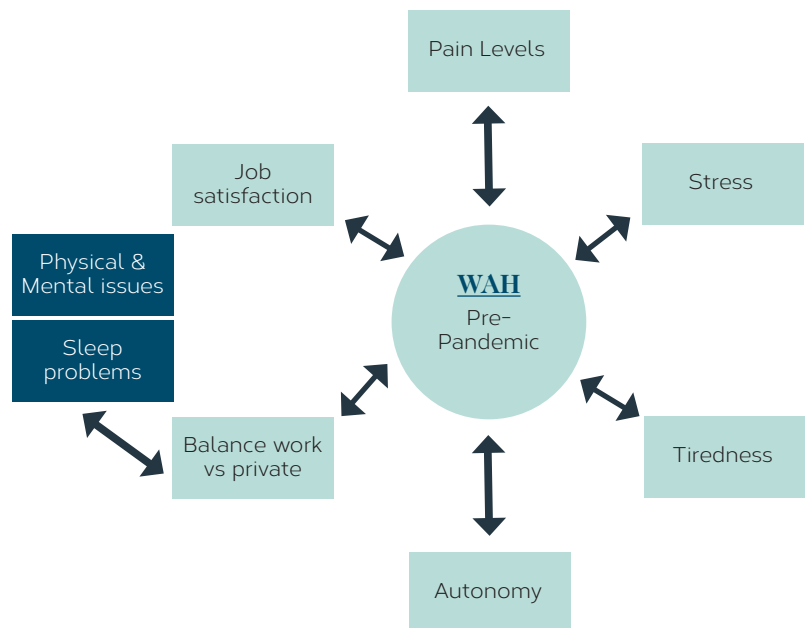 Pain Levels
Job
satisfaction
Stress
Physical &
Mental issues
WAH
Pre-
Pandemic
Sleep
problems
Balance work
vs private
Tiredness
Autonomy